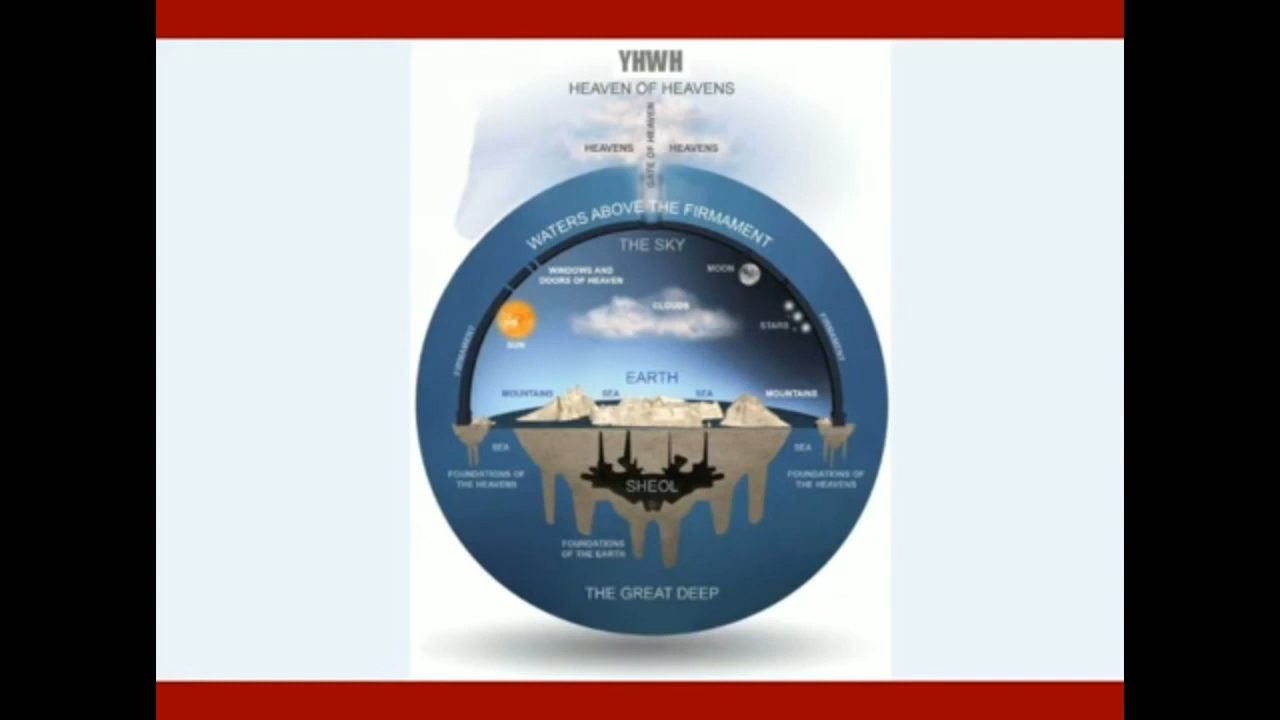 YHWH
HEAVEN OF HEAVENS
GATE OF HEAVEN
HEAVENS
HEAVENS
WATERS ABOVE THE FIRMAMENT
THE SKY
WINDOWS AND
DOORS OF HEAVEN
MOON
CLOUDS
STARS
SUN
FIRMAMENT
FIRMAMENT
EARTH
MOUNTAINS
SEA
SEA
MOUNTAINS
SEA
SEA
FOUNDATIONS OF
THE HEAVENS
FOUNDATIONS OF
THE HEAVENS
SHEOL
FOUNDATIONS
OF THE EARTH
THE GREAT DEEP